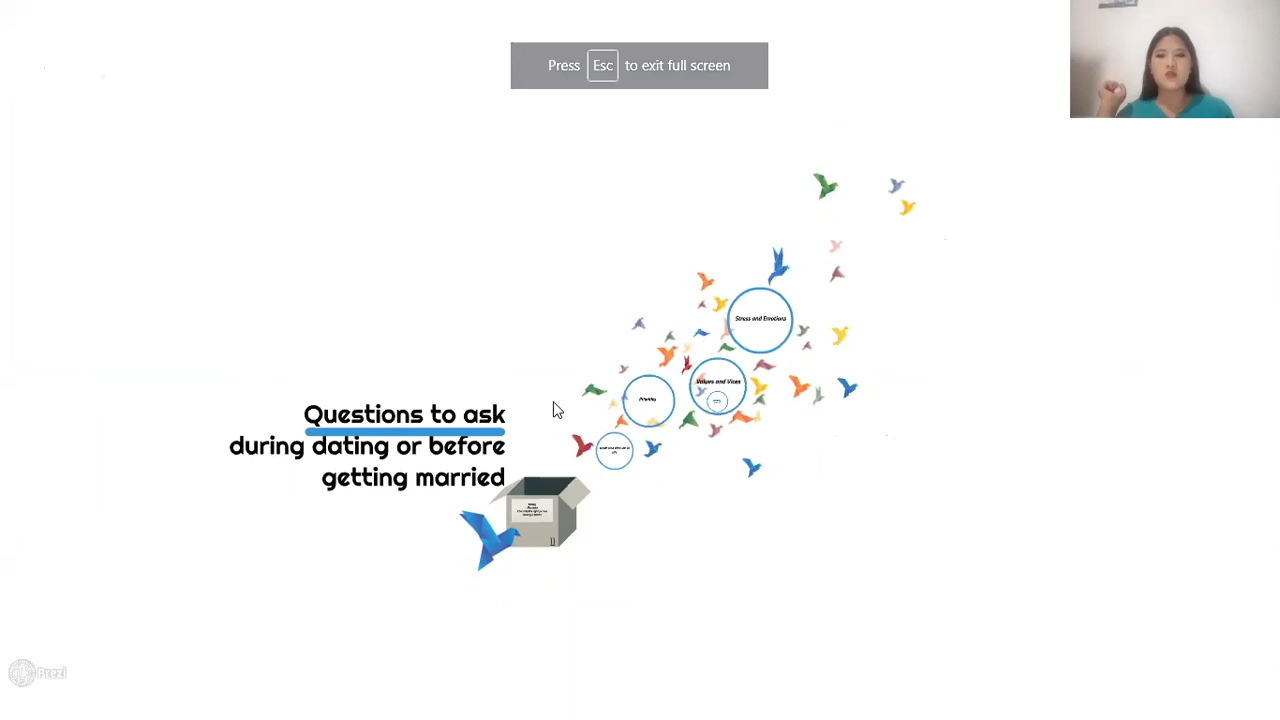 Press Esc to exit full screen
Stress and Emotions
Values and Vices
Priorities
Questions to ask
during dating or before
getting married
Prezi